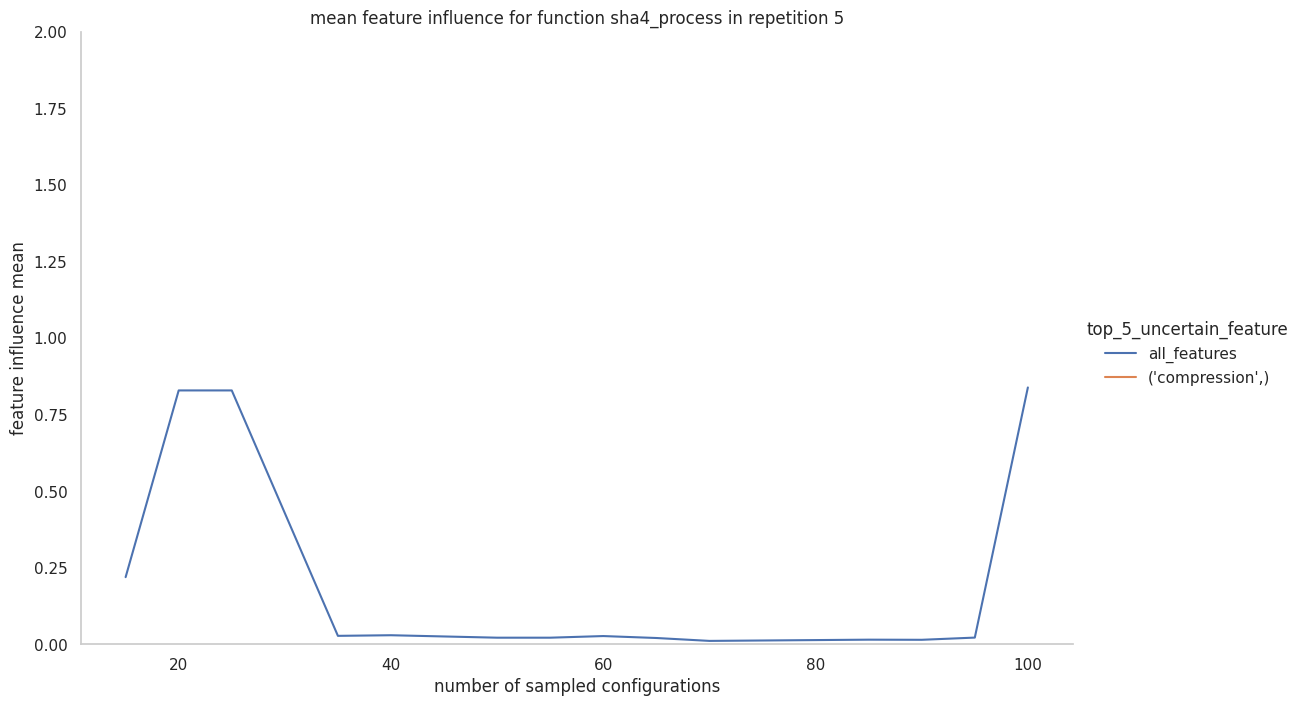 mean feature influence for function sha4_process in repetition 5
2.00
1.75
1.50
1.25
1.00
0.75
0.50
0.25
0.00
feature influence mean
20
40
60
80
100
number of sampled configurations
top_5_uncertain_feature
all_features
('compression',)